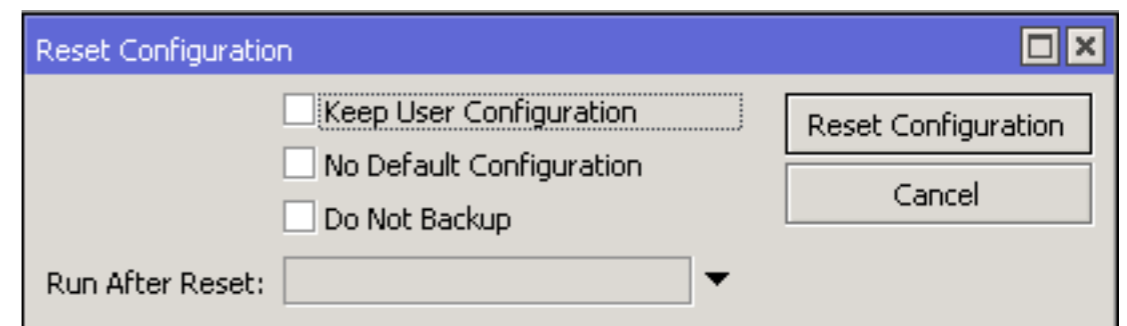 Reset Configuration
Keep User Configuration
Reset Configuration
No Default Configuration
Cancel
Do Not Backup
Run After Reset: